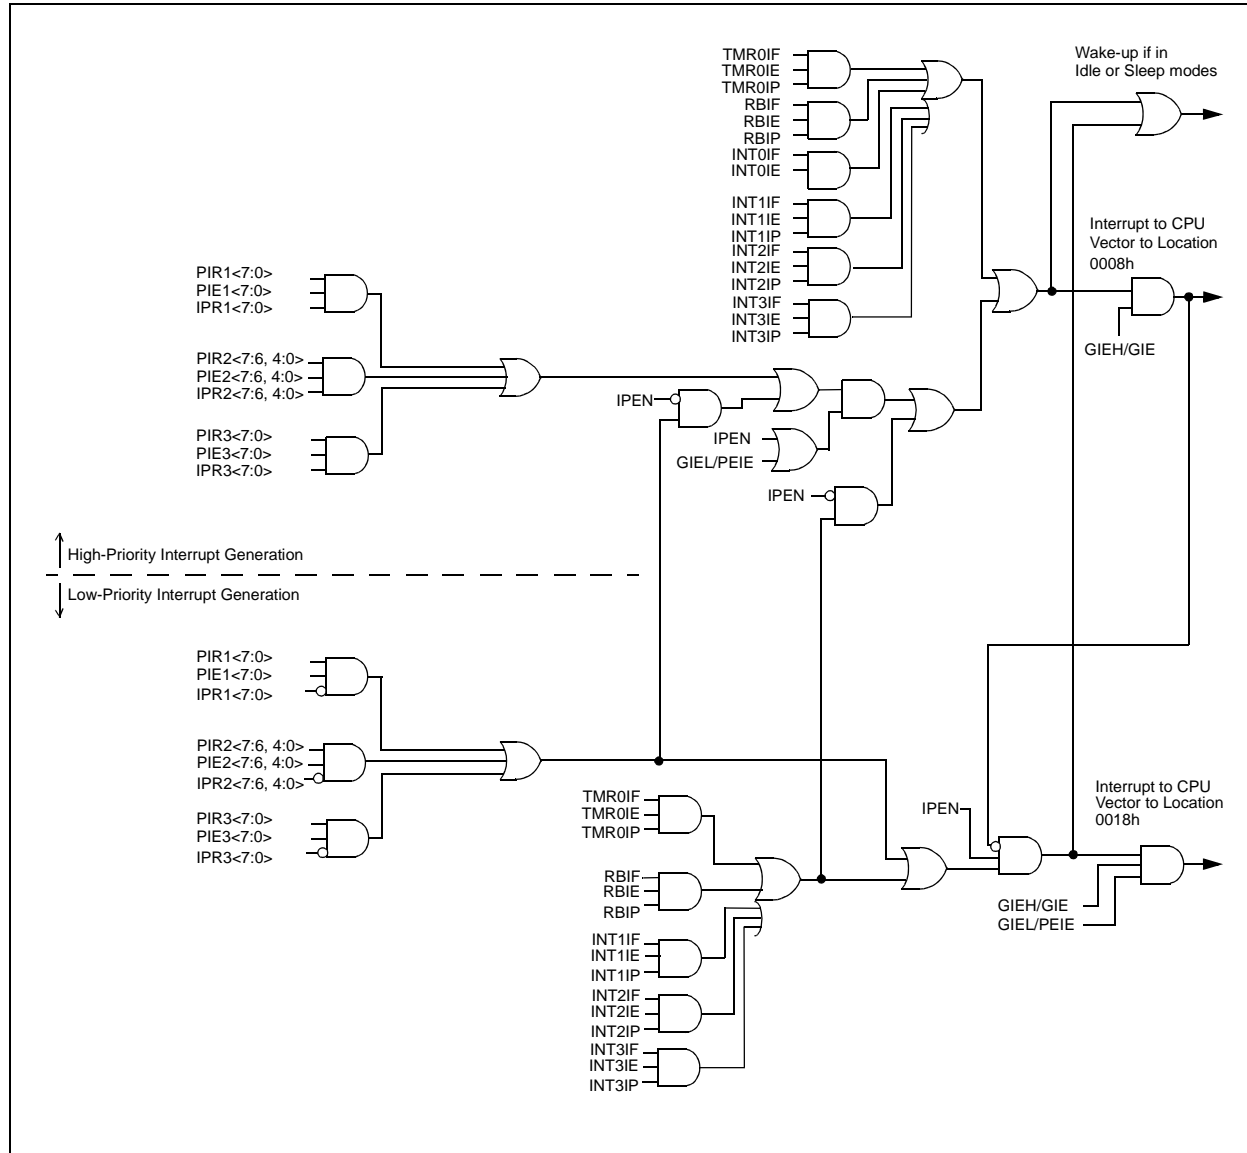 TMR0IF
TMR0IE
TMR0IP
RBIF
RBIE
RBIP
INT0IF
INT0IE
INT1IF
INT1IE
INT1IP
INT2IF
INT2IE
INT2IP
INT3IF
INT3IE
INT3IP
Wake-up if in
Idle or Sleep modes
Interrupt to CPU
Vector to Location
0008h
GIEH/GIE
PIR1<7:0>
PIE1<7:0>
IPR1<7:0>
PIR2<7:6, 4:0>
PIE2<7:6, 4:0>
IPR2<7:6, 4:0>
PIR3<7:0>
PIE3<7:0>
IPR3<7:0>
IPEN
IPEN
GIEL/PEIE
IPEN
High-Priority Interrupt Generation
Low-Priority Interrupt Generation
PIR1<7:0>
PIE1<7:0>
IPR1<7:0>
PIR2<7:6, 4:0>
PIE2<7:6, 4:0>
IPR2<7:6, 4:0>
PIR3<7:0>
PIE3<7:0>
IPR3<7:0>
TMR0IF
TMR0IE
TMR0IP
RBIF
RBIE
RBIP
INT1IF
INT1IE
INT1IP
INT2IF
INT2IE
INT2IP
INT3IF
INT3IE
INT3IP
IPEN
Interrupt to CPU
Vector to Location
0018h
GIEH/GIE
GIEL/PEIE